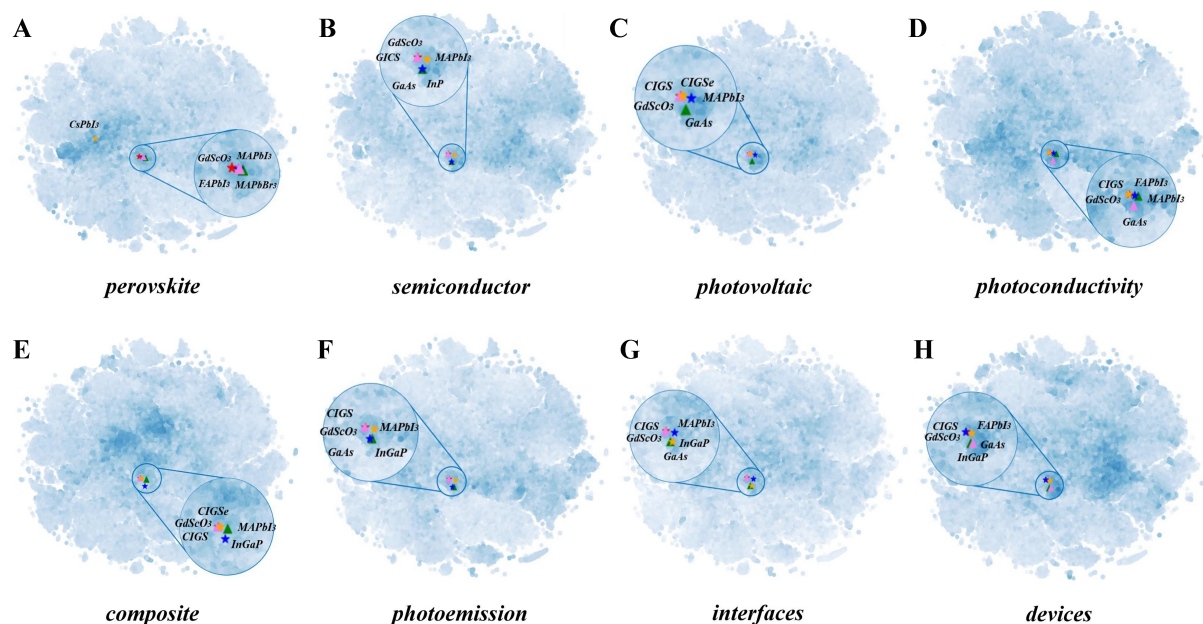 A
B
C
D
CsPbI3
GdScO3
MAPbI3
FAPbI3
MAPbBr3
GdScO3
GICS
MAPbI3
GaAs
InP
CIGS
CIGSe
GdScO3
MAPbI3
GaAs
CIGS
FAPbI3
GdScO3
MAPbI3
GaAs
perovskite
semiconductor
photovoltaic
photoconductivity
E
F
G
H
CIGSe
GdScO3
MAPbI3
CIGS
InGaP
CIGS
GdScO3
MAPbI3
GaAs
InGaP
CIGS
MAPbI3
GdScO3
InGaP
GaAs
CIGS
FAPbI3
GdScO3
GaAs
InGaP
composite
photoemission
interfaces
devices